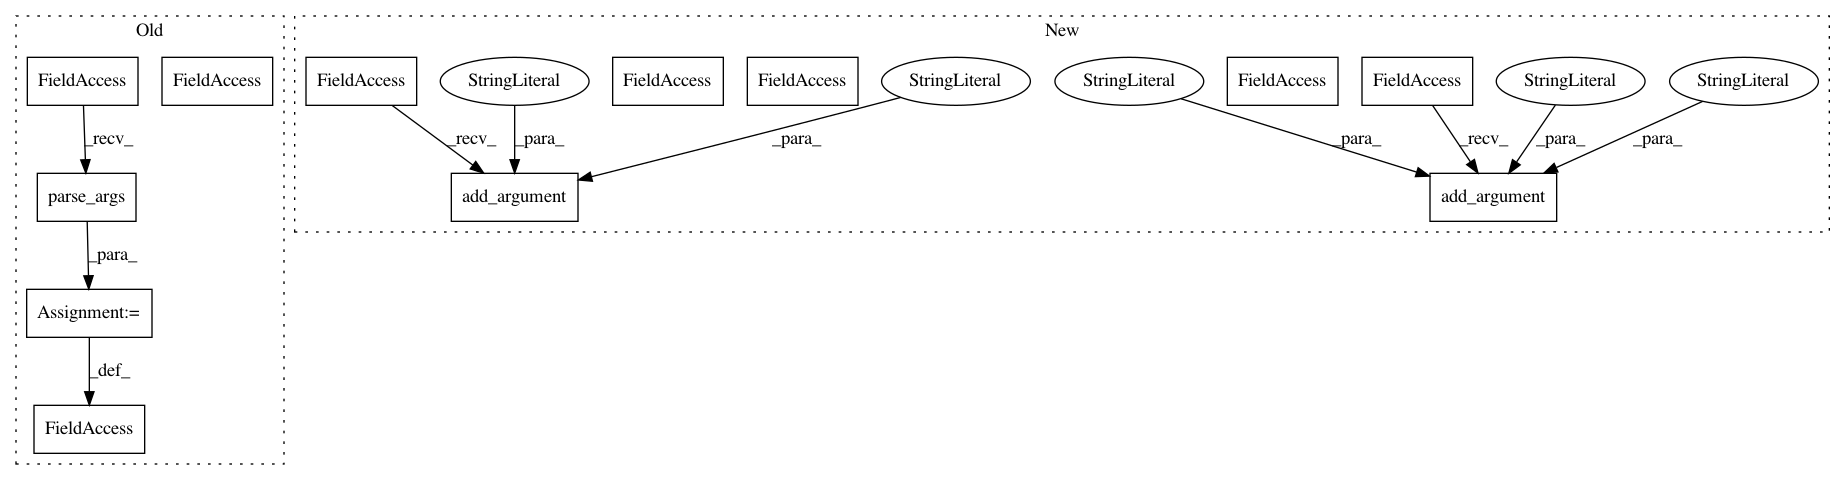 Old
New
FieldAccess
FieldAccess
FieldAccess
StringLiteral
FieldAccess
FieldAccess
StringLiteral
StringLiteral
FieldAccess
FieldAccess
StringLiteral
StringLiteral
_recv_
_recv_
_para_
_para_
_para_
_recv_
_para_
_para_
parse_args
add_argument
add_argument
_para_
Assignment:=
_def_
FieldAccess